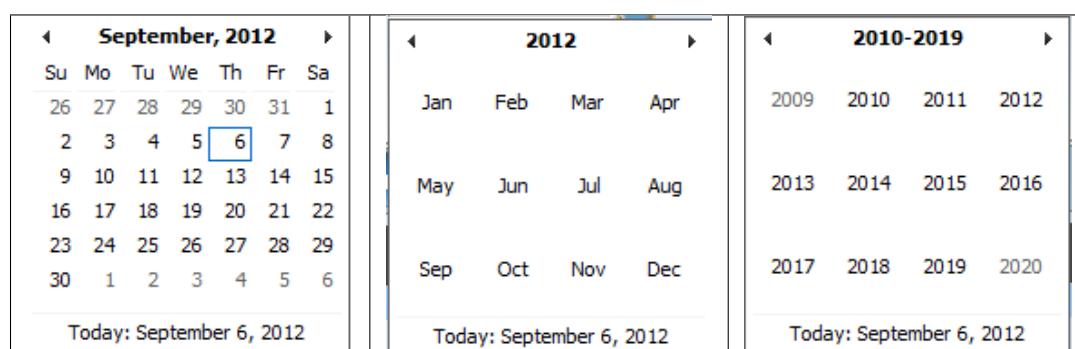 September, 2012
Su Mo Tu We Th Fr Sa
26 27 28 29 30 31 1
2 3 4 5 6 7 8
9 10 11 12 13 14 15
16 17 18 19 20 21 22
23 24 25 26 27 28 29
30 1 2 3 4 5 6
Today: September 6, 2012
2012
Jan Feb Mar Apr
May Jun Jul Aug
Sep Oct Nov Dec
Today: September 6, 2012
2010-2019
2009 2010 2011 2012
2013 2014 2015 2016
2017 2018 2019 2020
Today: September 6, 2012